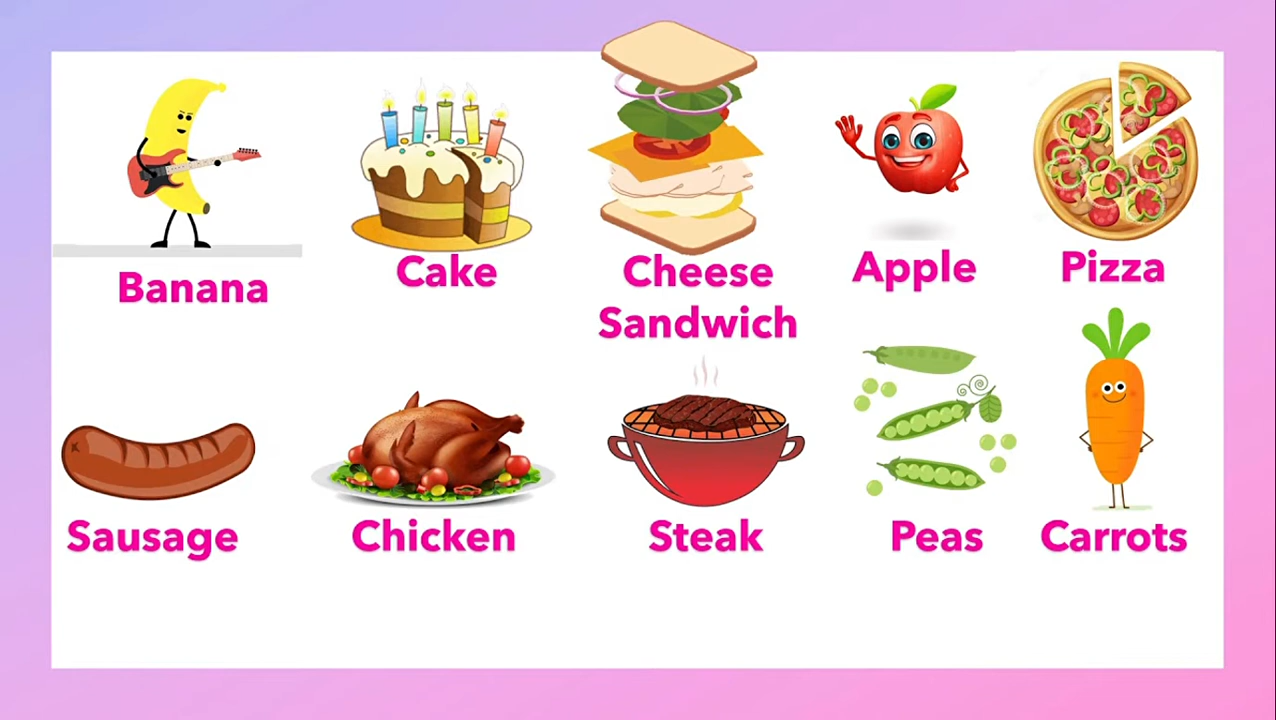 Banana
Cake
Cheese
Sandwich
Apple
Pizza
Sausage
Chicken
Steak
Peas
Carrots